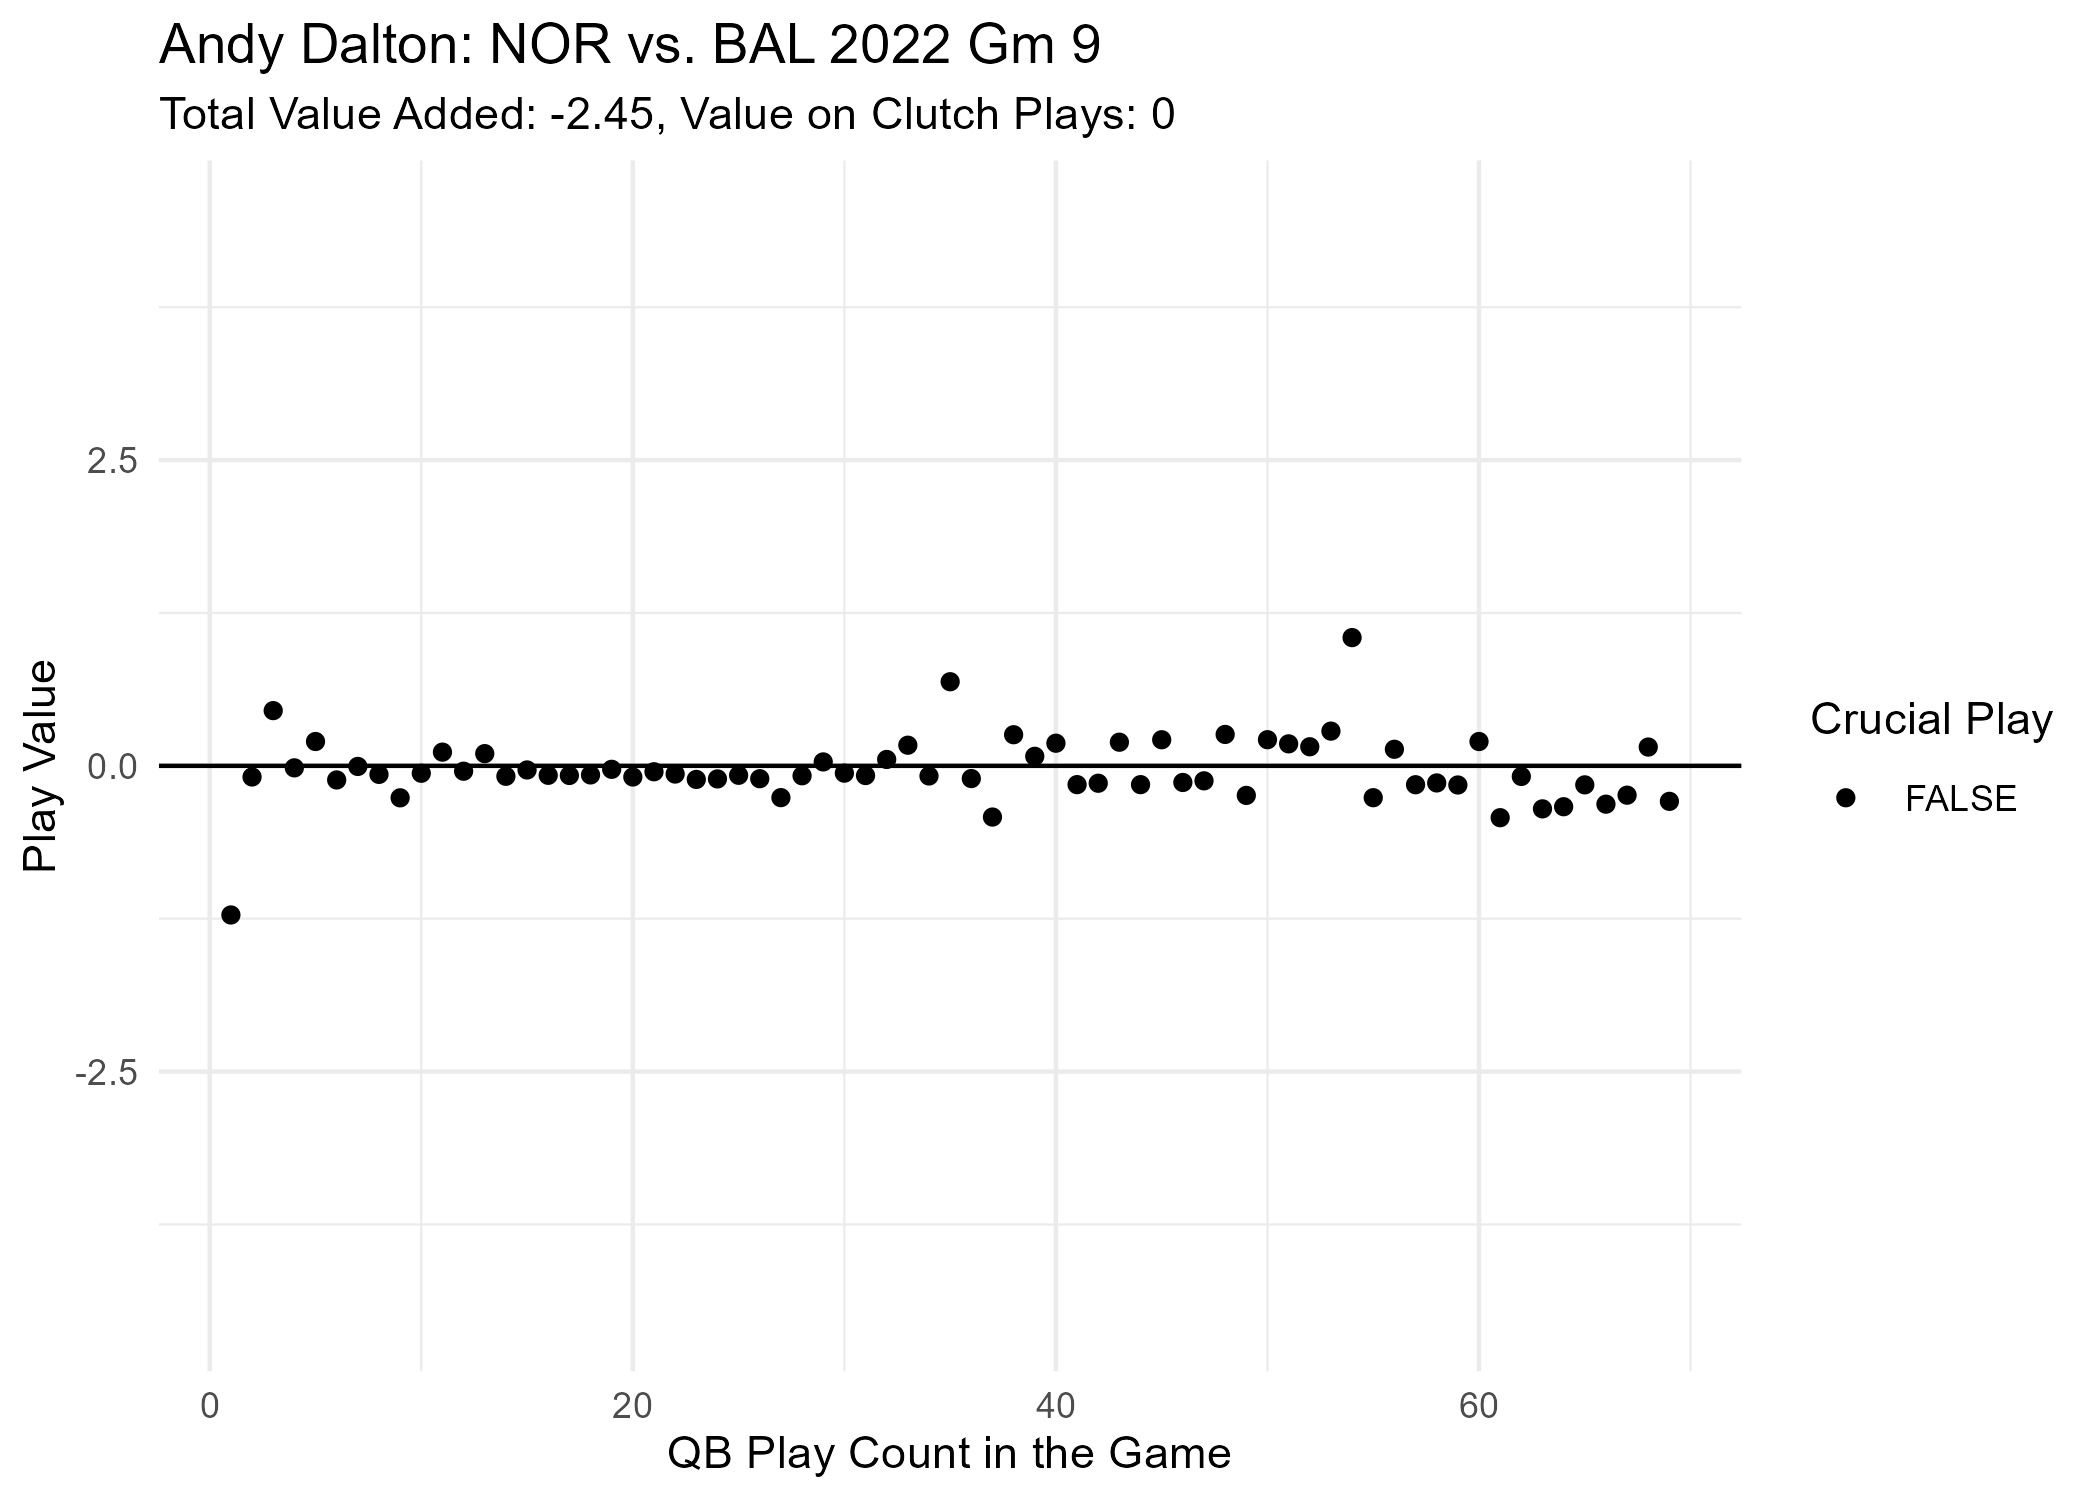 Andy Dalton: NOR vs. BAL 2022 Gm 9
Total Value Added: -2.45, Value on Clutch Plays: 0
Play Value
2.5
0.0
-2.5
0
20
40
60
QB Play Count in the Game
Crucial Play
FALSE